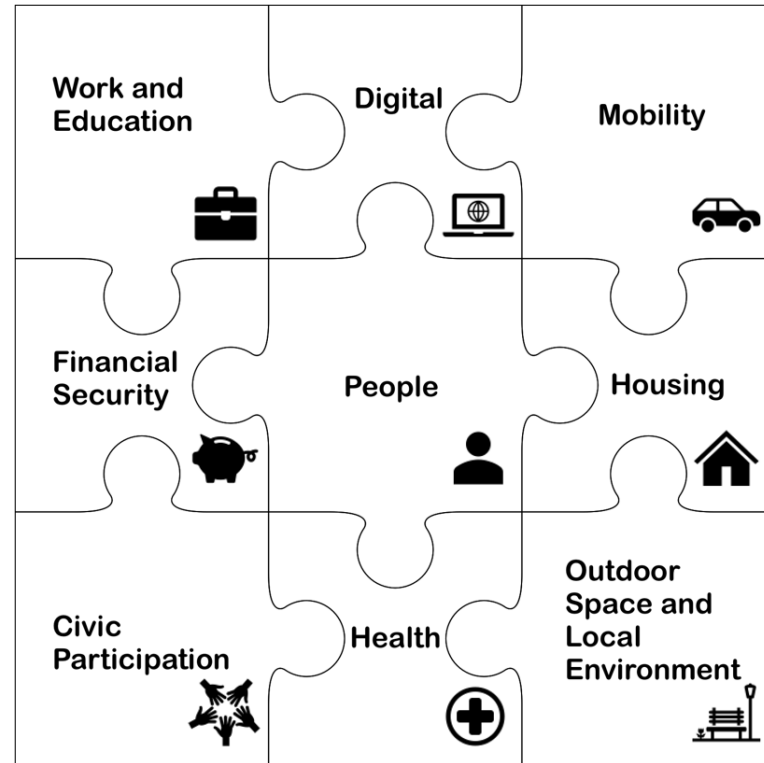 Work and
Education
Digital
Mobility
Financial
Security
People
Housing
Civic
Participation
Health
Outdoor
Space and
Local
Environment